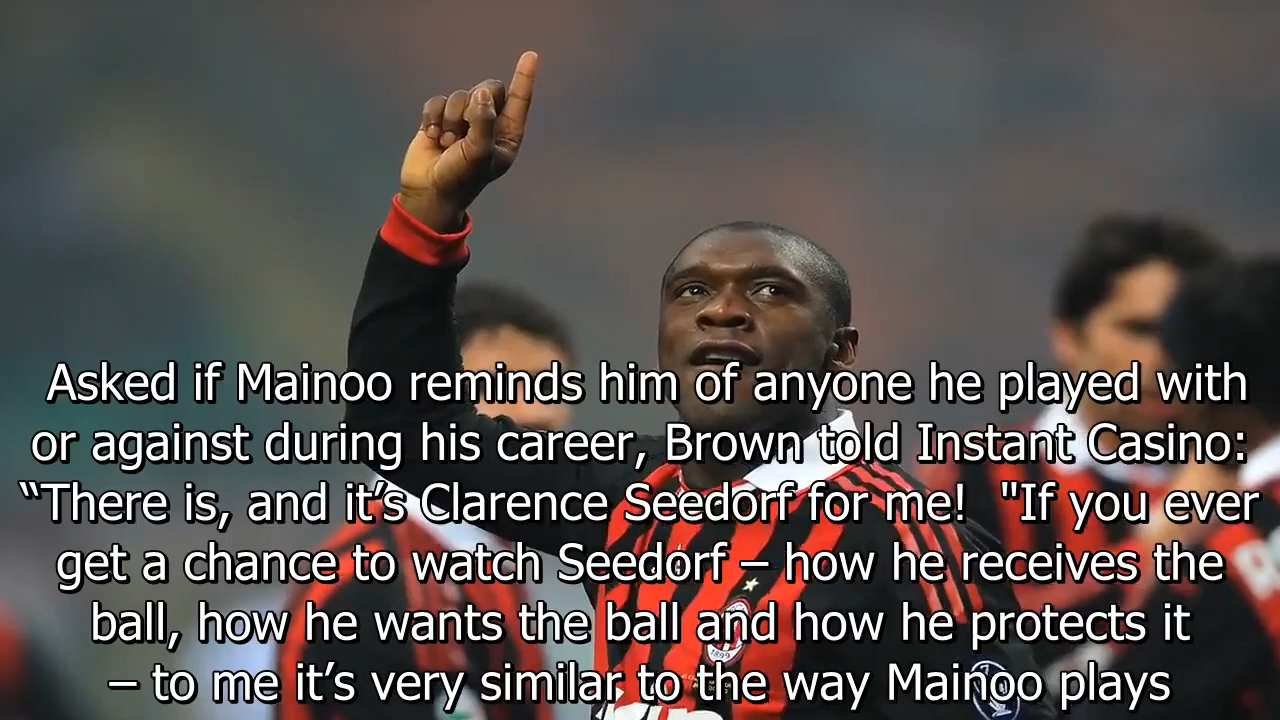 Asked if Mainoo reminds him of anyone he played with
or against during his career, Brown told Instant Casino:
“There is, and it’s Clarence Seedorf for me!  "If you ever
get a chance to watch Seedorf – how he receives the
ball, how he wants the ball and how he protects it
– to me it’s very similar to the way Mainoo plays
1899